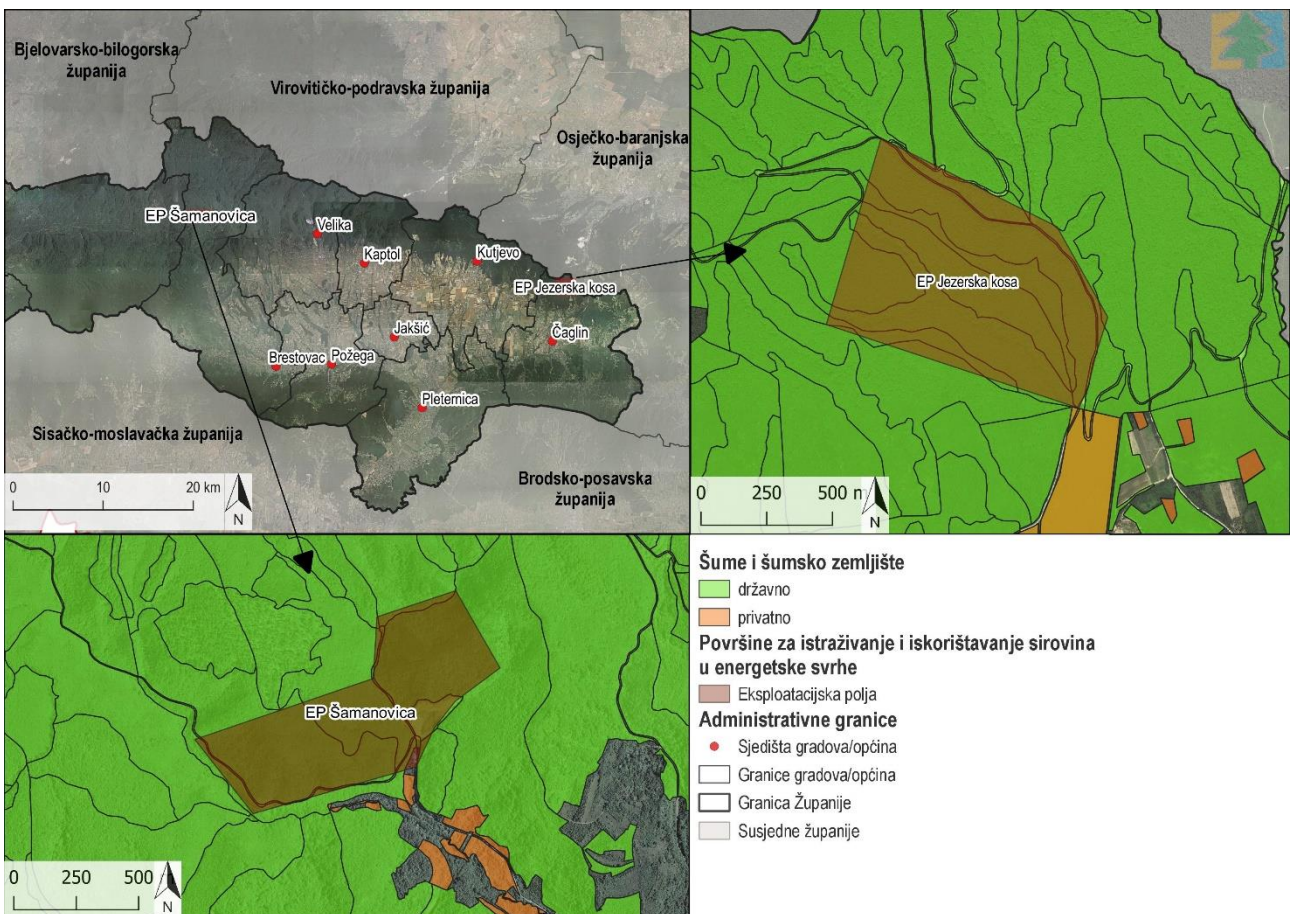 Bjelovarsko-bilogorska
županija
Virovitičko-podravska županija
Osječko-baranjska
županija
EP Šamanovica
Velika
Kaptol
Kutjevo
EP Jezerska kosa
Jakšić
Čaglin
Brestovac
Požega
Pleternica
Sisačko-moslavačka županija
Brodsko-posavska
županija
0 10 20 km
N
EP Jezerska kosa
0 250 500 m
N
EP Šamanovica
0 250 500 m
N
Šume i šumsko zemljište
državno
privatno
Površine za istraživanje i iskorištavanje sirovina
u energetske svrhe
Eksploatacijska polja
Administrativne granice
Sjedišta gradova/općina
Granice gradova/općina
Granica Županije
Susjedne županije